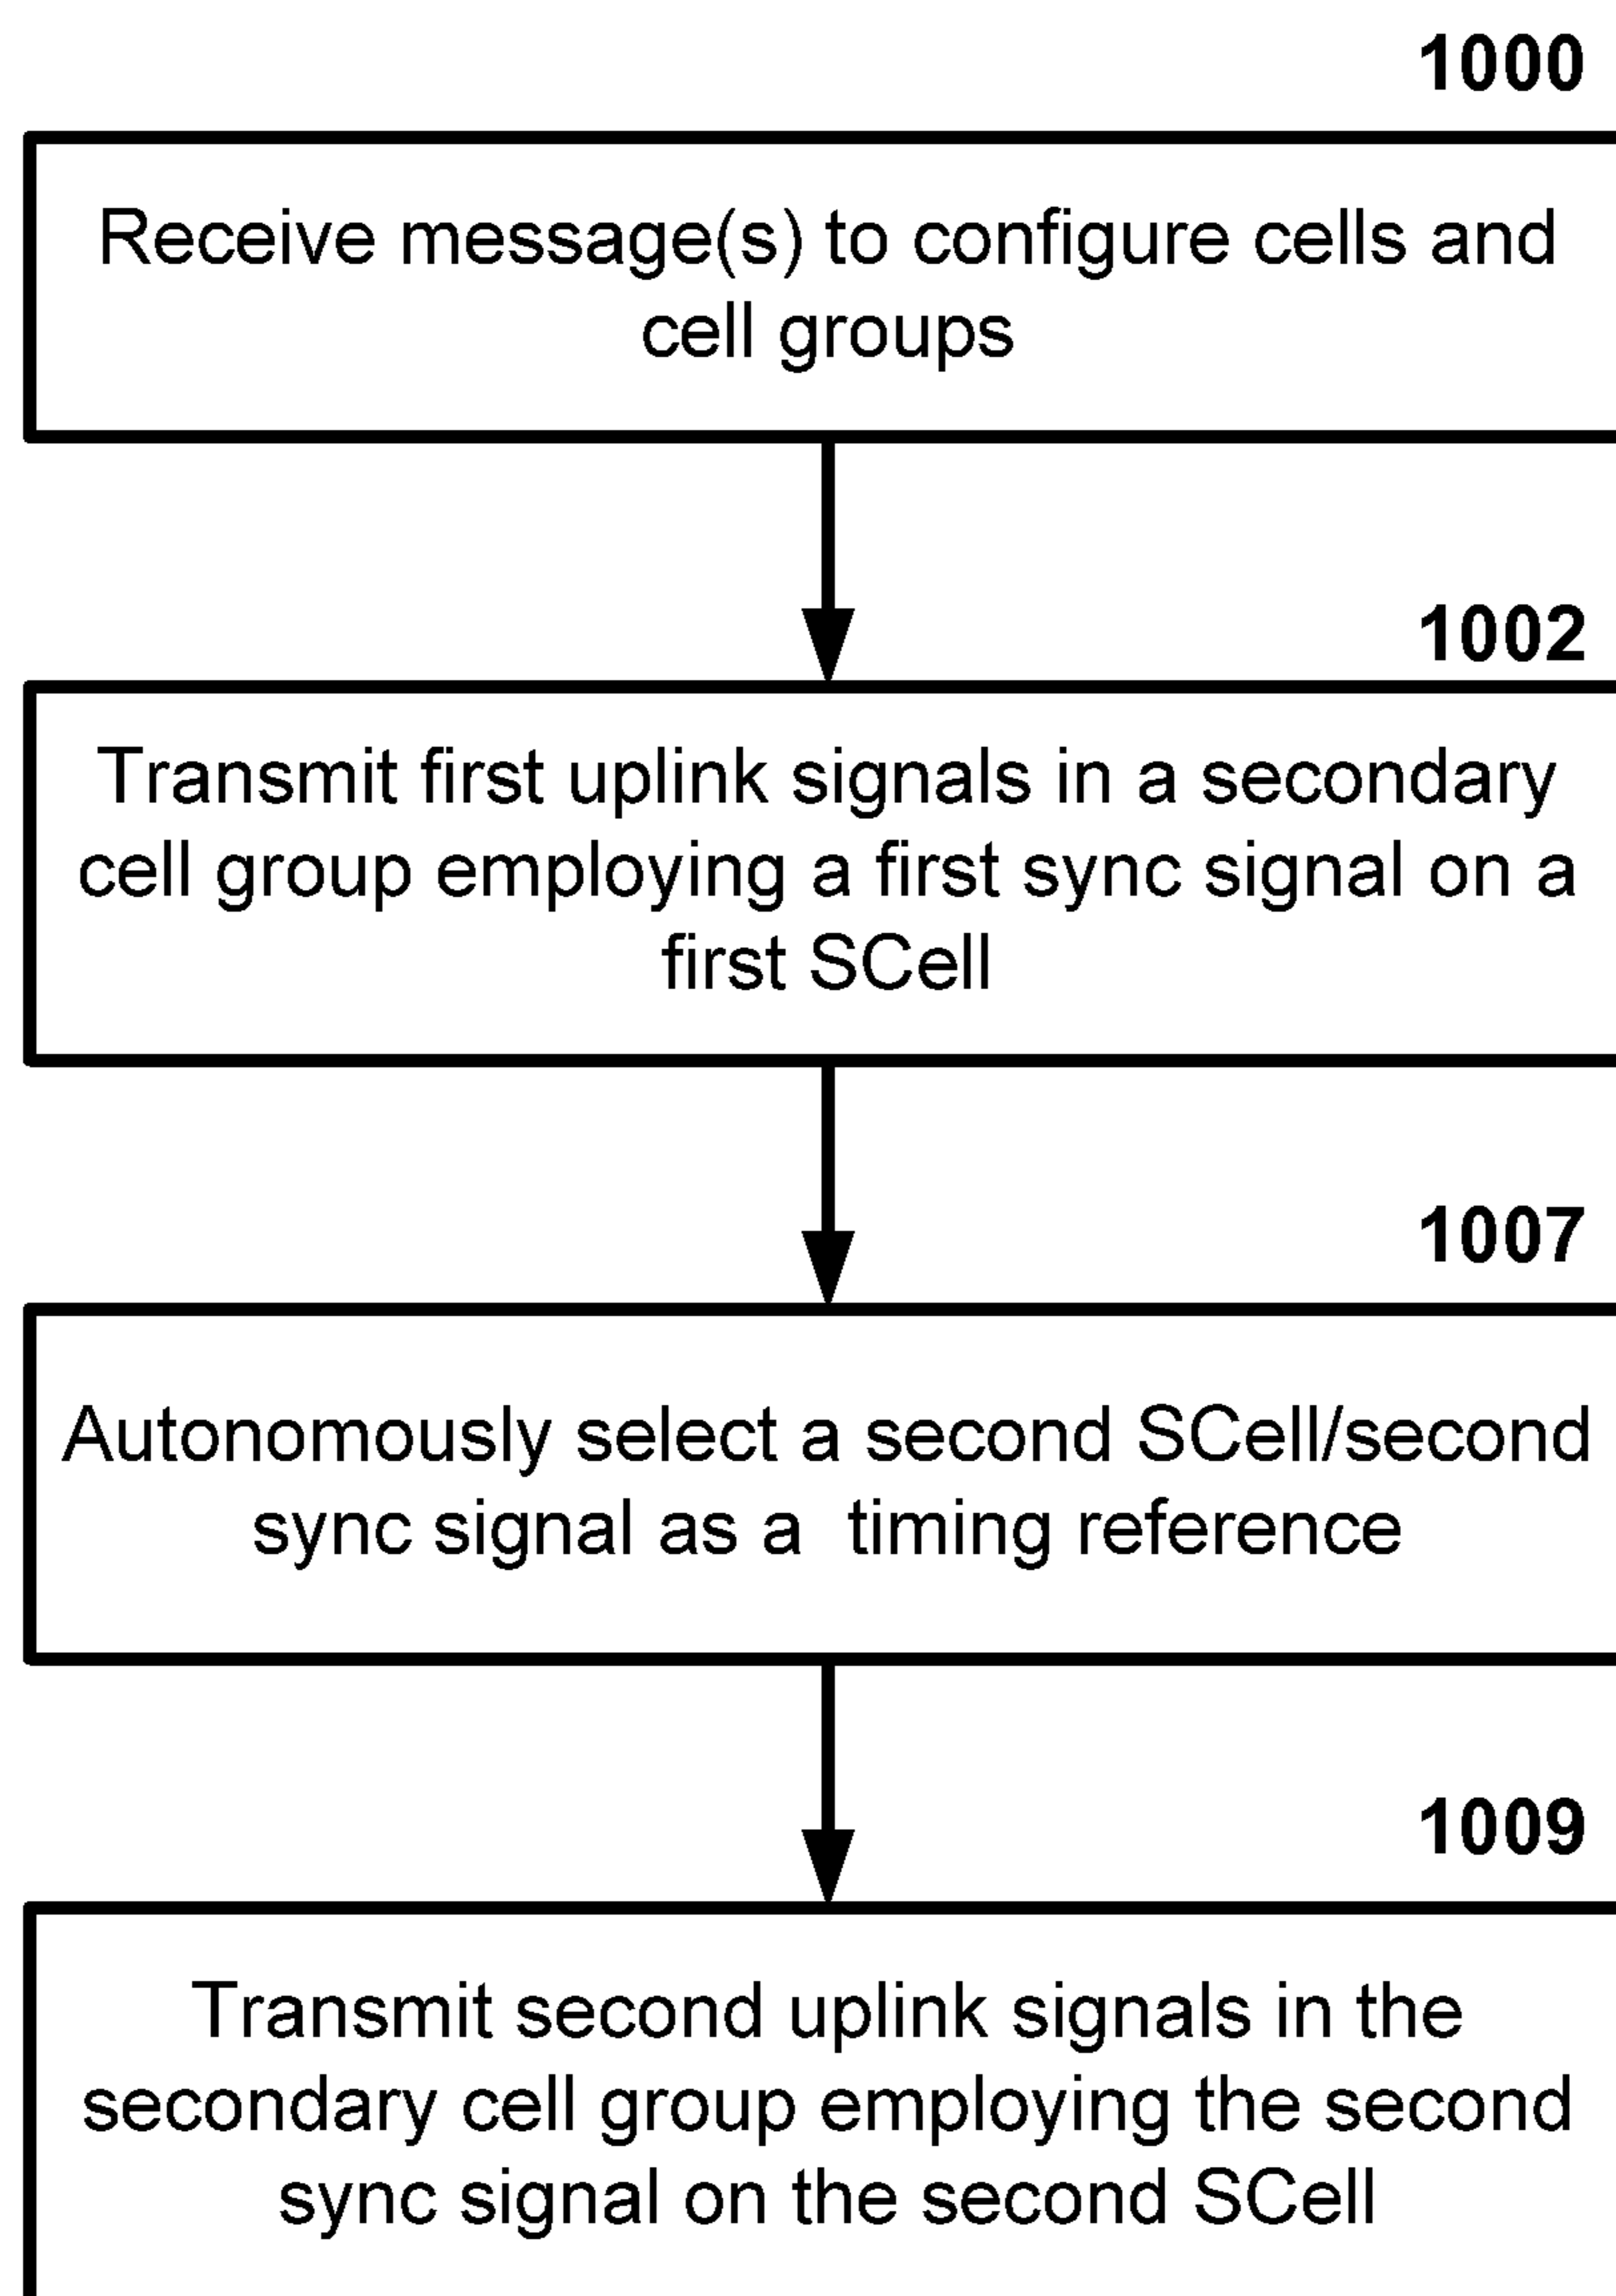 1000
Receive message(s) to configure cells and
cell groups
1002
Transmit first uplink signals in a secondary
cell group employing a first sync signal on a
first SCell
1007
Autonomously select a second SCell/second
sync signal as a timing reference
1009
Transmit second uplink signals in the
secondary cell group employing the second
sync signal on the second SCell